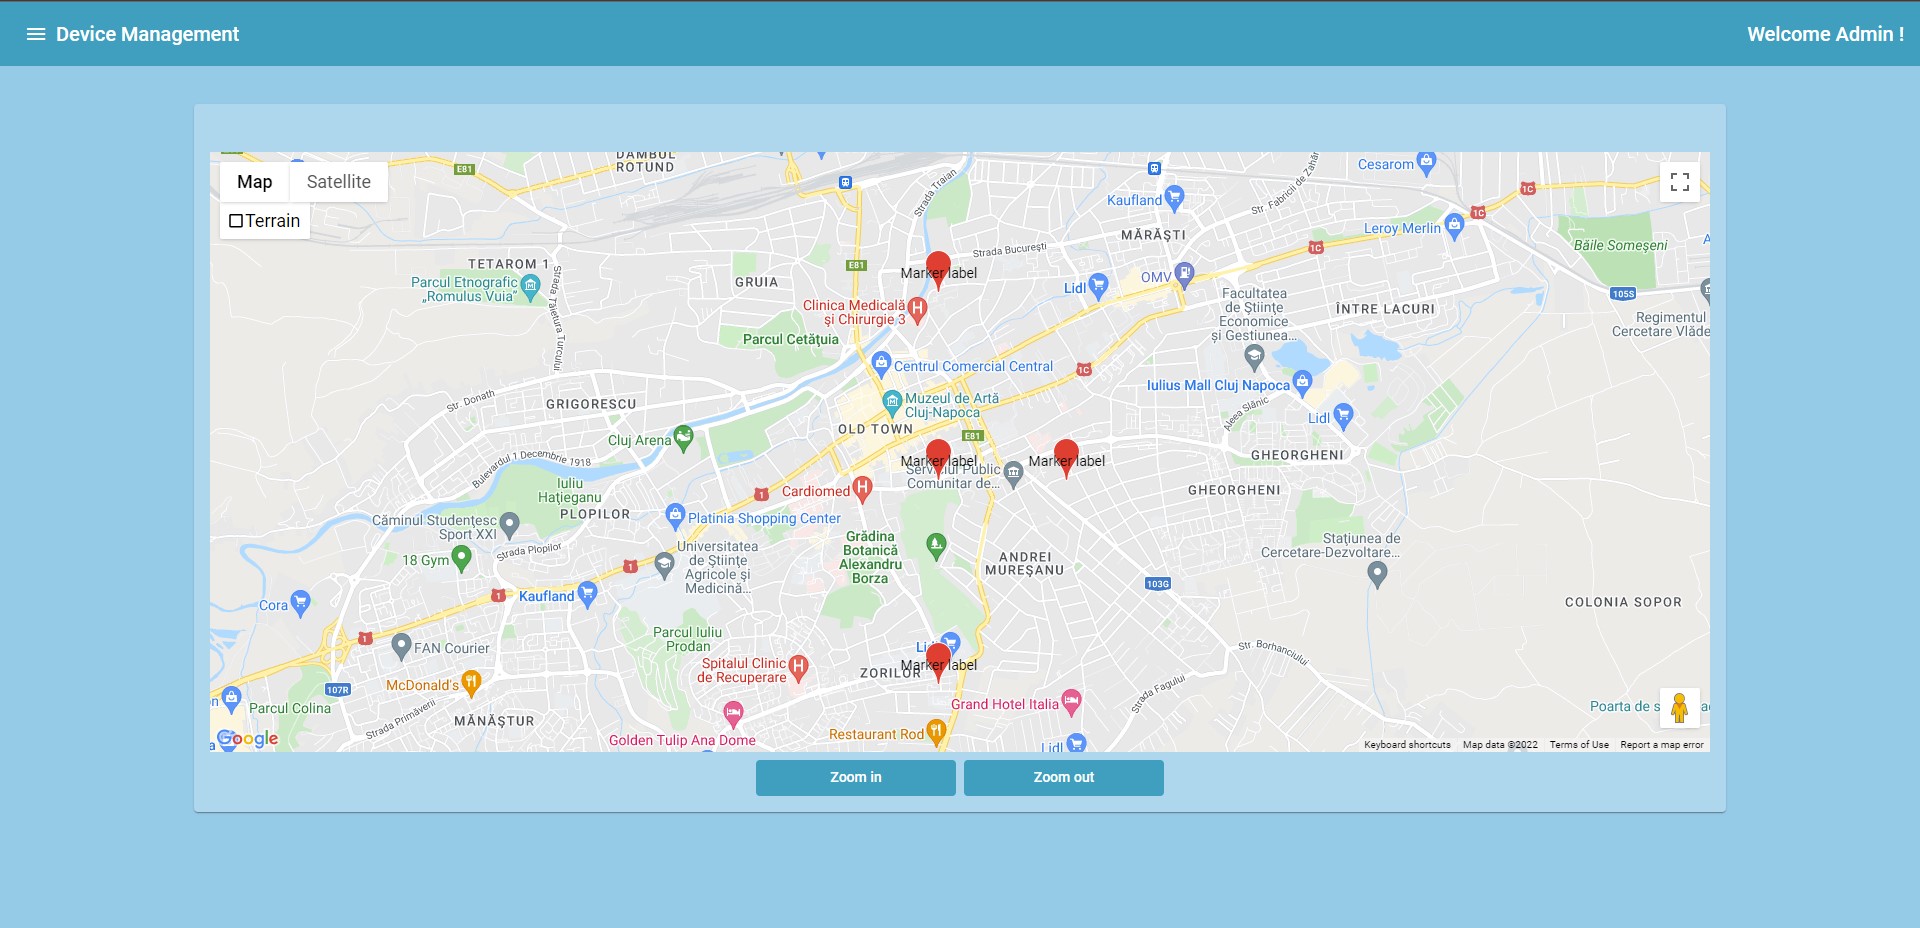 Device Management
Welcome Admin !
Map
Satellite
Terrain
DAMBUL
ROTUND
E81
Cesarom
1C
Strada Traian
Kaufland
Str. Fabricii de Zahăr
1C
Leroy Merlin
MĂRĂȘTI
Strada București
1C
Băile Someșeni
TETAROM 1
E81
Marker label
Parcul Etnografic
„Romulus Vuia”
GRUIA
Lidl
OMV
Strada Tăietura Turcului
Clinica Medicală
și Chirurgie 3
Facultatea
de Științe
Economice
și Gestiunea...
ÎNTRE LACURI
105S
Regimentul
Cercetare Vlăde
Parcul Cetățuia
Centrul Comercial Central
1C
Iulius Mall Cluj Napoca
Str. Donath
GRIGORESCU
Muzeul de Artă
Cluj-Napoca
Aleea Slănic
Lidl
OLD TOWN
E81
Cluj Arena
Bulevardul 1 Decembrie 1918
Marker label
Marker label
GHEORGHENI
Serviciul Public
Comunitar de...
Iuliu
Hațieganu
1
Cardiomed
GHEORGHENI
PLOPILOR
Căminul Studențesc
Sport XXI
Platinia Shopping Center
Strada Plopilor
Grădina
Botanică
Alexandru
Borza
Universitatea
de Științe
Agricole și
Medicină...
Stațiunea de
Cercetare-Dezvoltare...
18 Gym
1
ANDREI
MUREȘANU
103G
1
Kaufland
Cora
COLONIA SOPOR
1
FAN Courier
Parcul Iuliu
Prodan
Str. Borhanciului
Spitalul Clinic
de Recuperare
ZORILOR
Marker label
McDonald's
107R
Strada Fagului
Grand Hotel Italia
Parcul Colina
Strada Primăverii
MĂNĂȘTUR
Poarta de s
Golden Tulip Ana Dome
Restaurant Rod
Lidl
Google
Keyboard shortcuts
Map data ©2022
Terms of Use
Report a map error
Zoom in
Zoom out